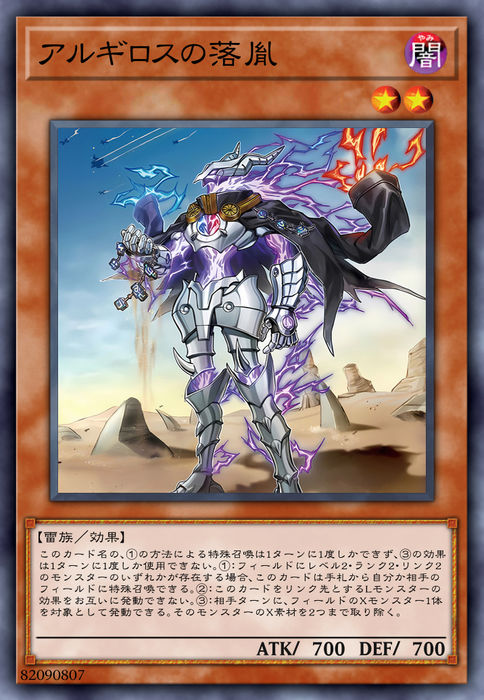 アルギロスの落胤
やみ
闇
【雷族／効果】
このカード名の、①の方法による特殊召喚は1ターンに1度しかできず、③の効果
は1ターンに1度しか使用できない。①：フィールドにレベル2・ランク2・リンク2
のモンスターのいずれかが存在する場合、このカードは手札から自分か相手の
フィールドに特殊召喚できる。②：このカードをリンク先とするLモンスターの
効果をお互いに発動できない。③：相手ターンに、フィールドのXモンスター1体
を対象として発動できる。そのモンスターのX素材を2つまで取り除く。
ATK/ 700 DEF/ 700
82090807